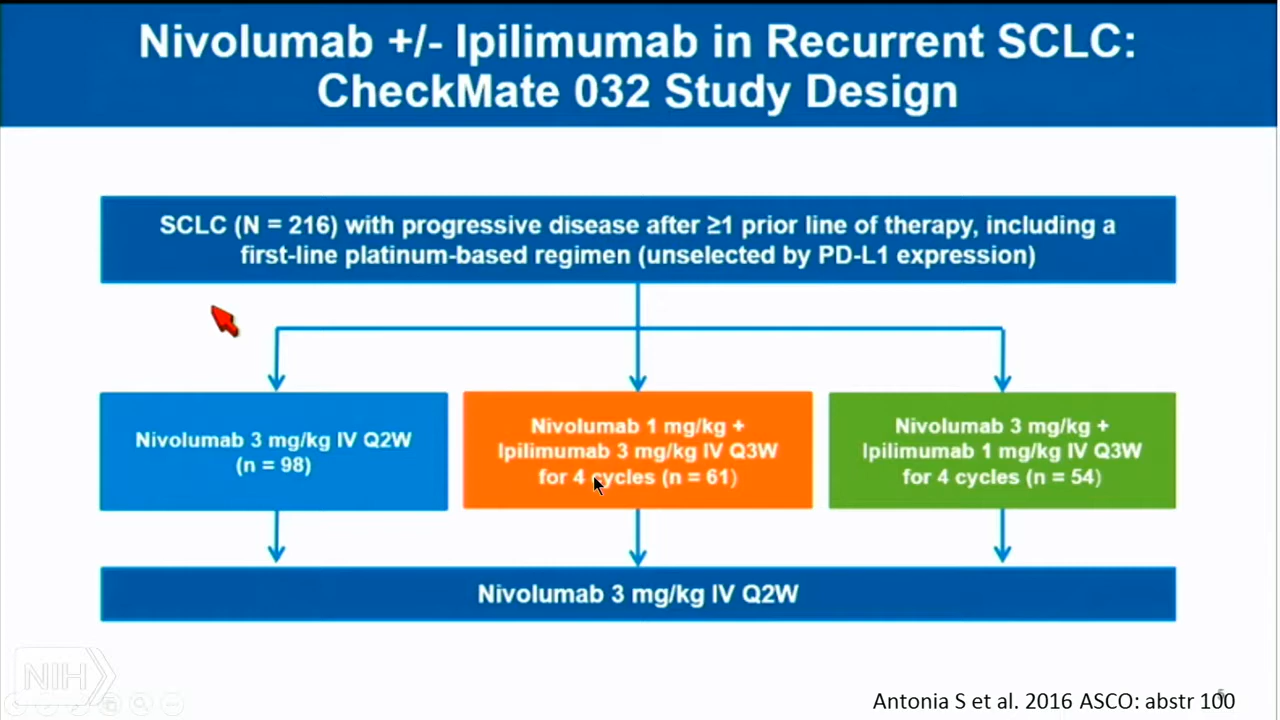 Nivolumab +/- Ipilimumab in Recurrent SCLC:
CheckMate 032 Study Design
SCLC (N = 216) with progressive disease after ≥1 prior line of therapy, including a
first-line platinum-based regimen (unselected by PD-L1 expression)
Nivolumab 3 mg/kg IV Q2W
(n = 98)
Nivolumab 1 mg/kg +
Ipilimumab 3 mg/kg IV Q3W
for 4 cycles (n = 61)
Nivolumab 3 mg/kg +
Ipilimumab 1 mg/kg IV Q3W
for 4 cycles (n = 54)
Nivolumab 3 mg/kg IV Q2W
NIH
Antonia S et al. 2016 ASCO: abstr 100